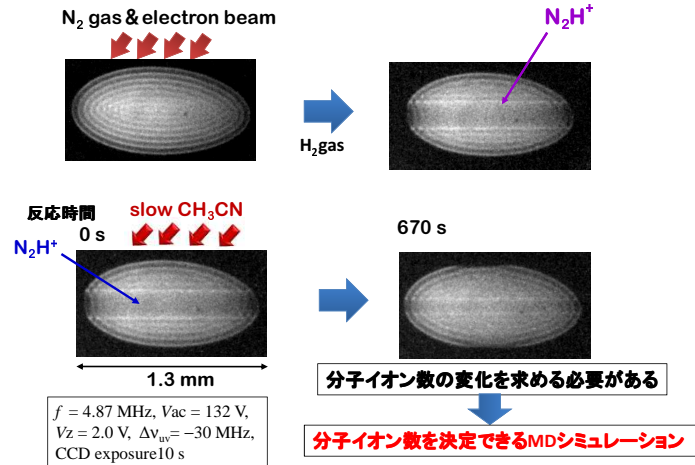 N₂ gas & electron beam
N₂H⁺
H₂gas
反応時間
0 s
slow CH₃CN
670 s
N₂H⁺
1.3 mm
f = 4.87 MHz, Vac = 132 V,
Vz = 2.0 V, Δν_uv= −30 MHz,
CCD exposure10 s
分子イオン数の変化を求める必要がある
分子イオン数を決定できるMDシミュレーション